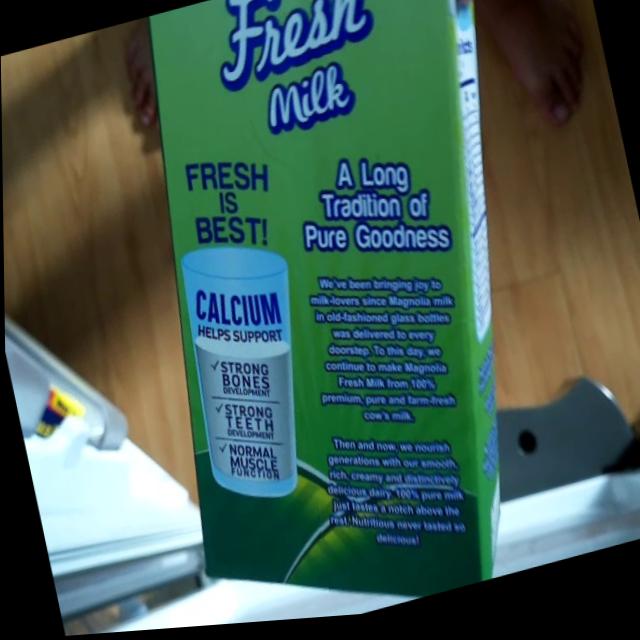 Fresh
Milk
FRESH
IS
BEST!
CALCIUM
HELPS SUPPORT
✓ STRONG
BONES
DEVELOPMENT
✓ STRONG
TEETH
DEVELOPMENT
✓ NORMAL
MUSCLE
FUNCTION
A Long
Tradition of
Pure Goodness
We've been bringing joy to
milk-lovers since Magnolia milk
in old-fashioned glass bottles
was delivered to every
doorstep. To this day, we
continue to make Magnolia
Fresh Milk from 100%
premium, pure and farm-fresh
cow's milk.
Then and now, we nourish
generations with our smooth,
rich, creamy and distinctively
delicious dairy. 100% pure milk
just tastes a notch above the
rest! Nutritious never tasted so
delicious!